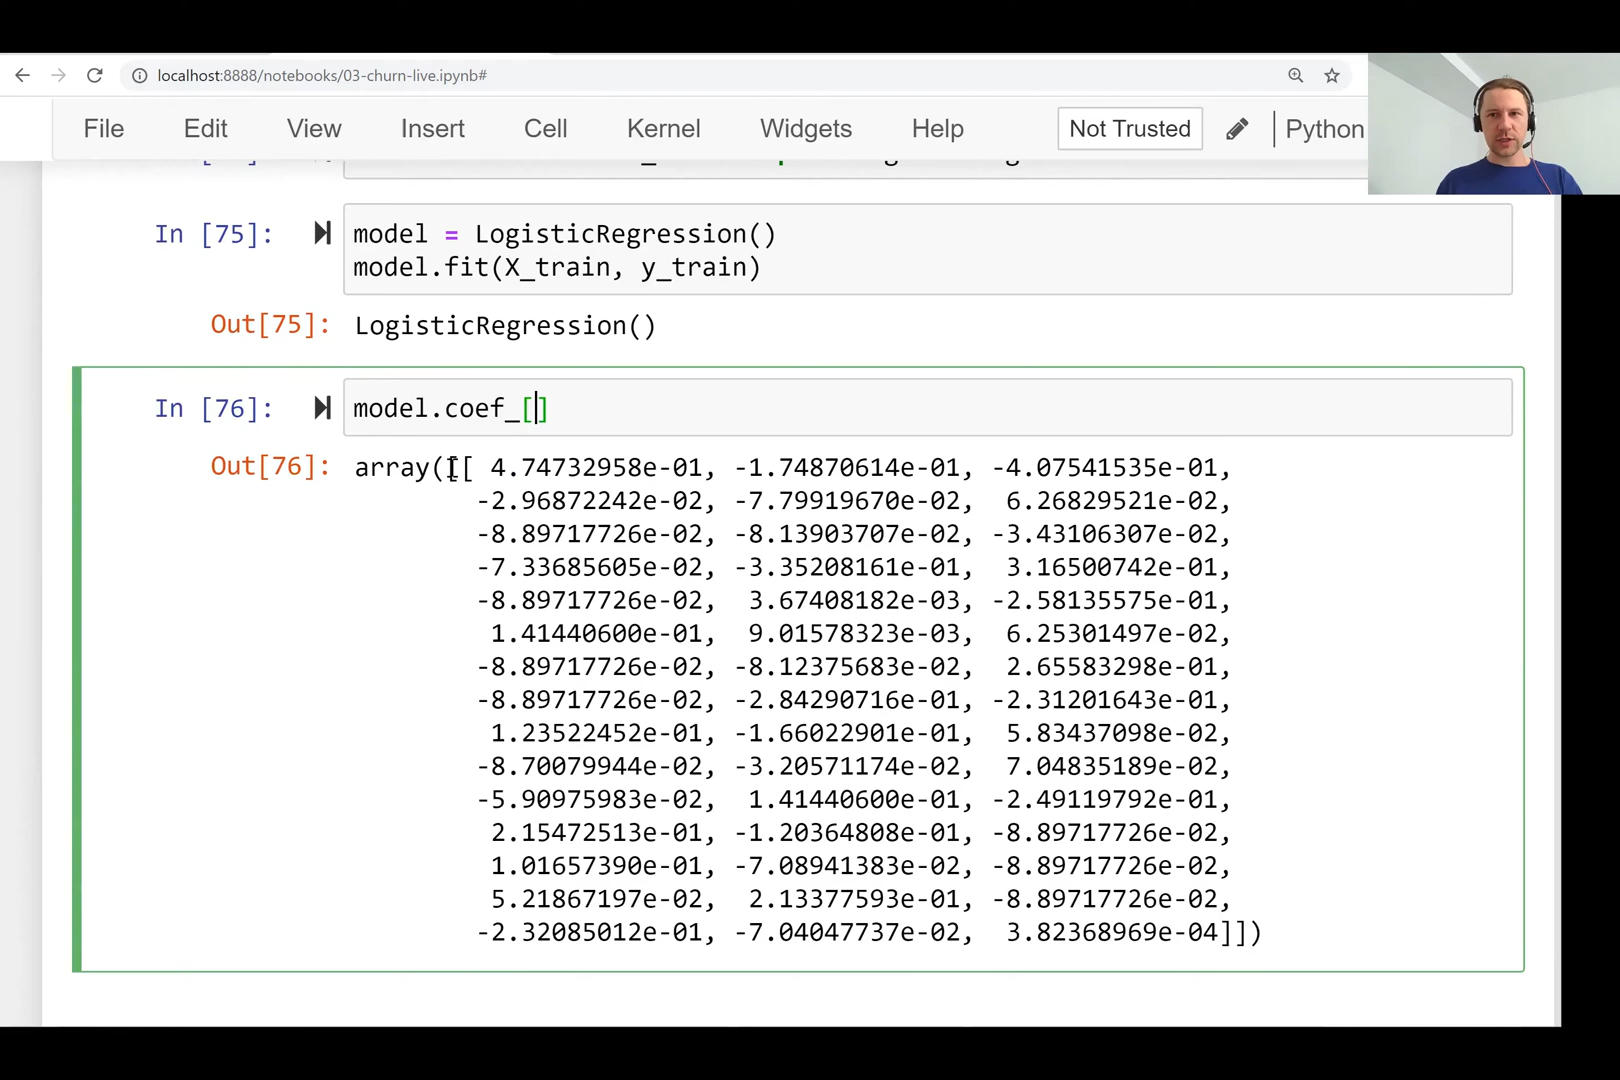 localhost:8888/notebooks/03-churn-live.ipynb#
File Edit View Insert Cell Kernel Widgets Help Not Trusted Python
In [75]: model = LogisticRegression()
model.fit(X_train, y_train)
Out[75]: LogisticRegression()
In [76]: model.coef_[]
Out[76]: array([[ 4.74732958e-01, -1.74870614e-01, -4.07541535e-01,
-2.96872242e-02, -7.79919670e-02, 6.26829521e-02,
-8.89717726e-02, -8.13903707e-02, -3.43106307e-02,
-7.33685605e-02, -3.35208161e-01, 3.16500742e-01,
-8.89717726e-02, 3.67408182e-03, -2.58135575e-01,
1.41440600e-01, 9.01578323e-03, 6.25301497e-02,
-8.89717726e-02, -8.12375683e-02, 2.65583298e-01,
-8.89717726e-02, -2.84290716e-01, -2.31201643e-01,
1.23522452e-01, -1.66022901e-01, 5.83437098e-02,
-8.70079944e-02, -3.20571174e-02, 7.04835189e-02,
-5.90975983e-02, 1.41440600e-01, -2.49119792e-01,
2.15472513e-01, -1.20364808e-01, -8.89717726e-02,
1.01657390e-01, -7.08941383e-02, -8.89717726e-02,
5.21867197e-02, 2.13377593e-01, -8.89717726e-02,
-2.32085012e-01, -7.04047737e-02, 3.82368969e-04]])